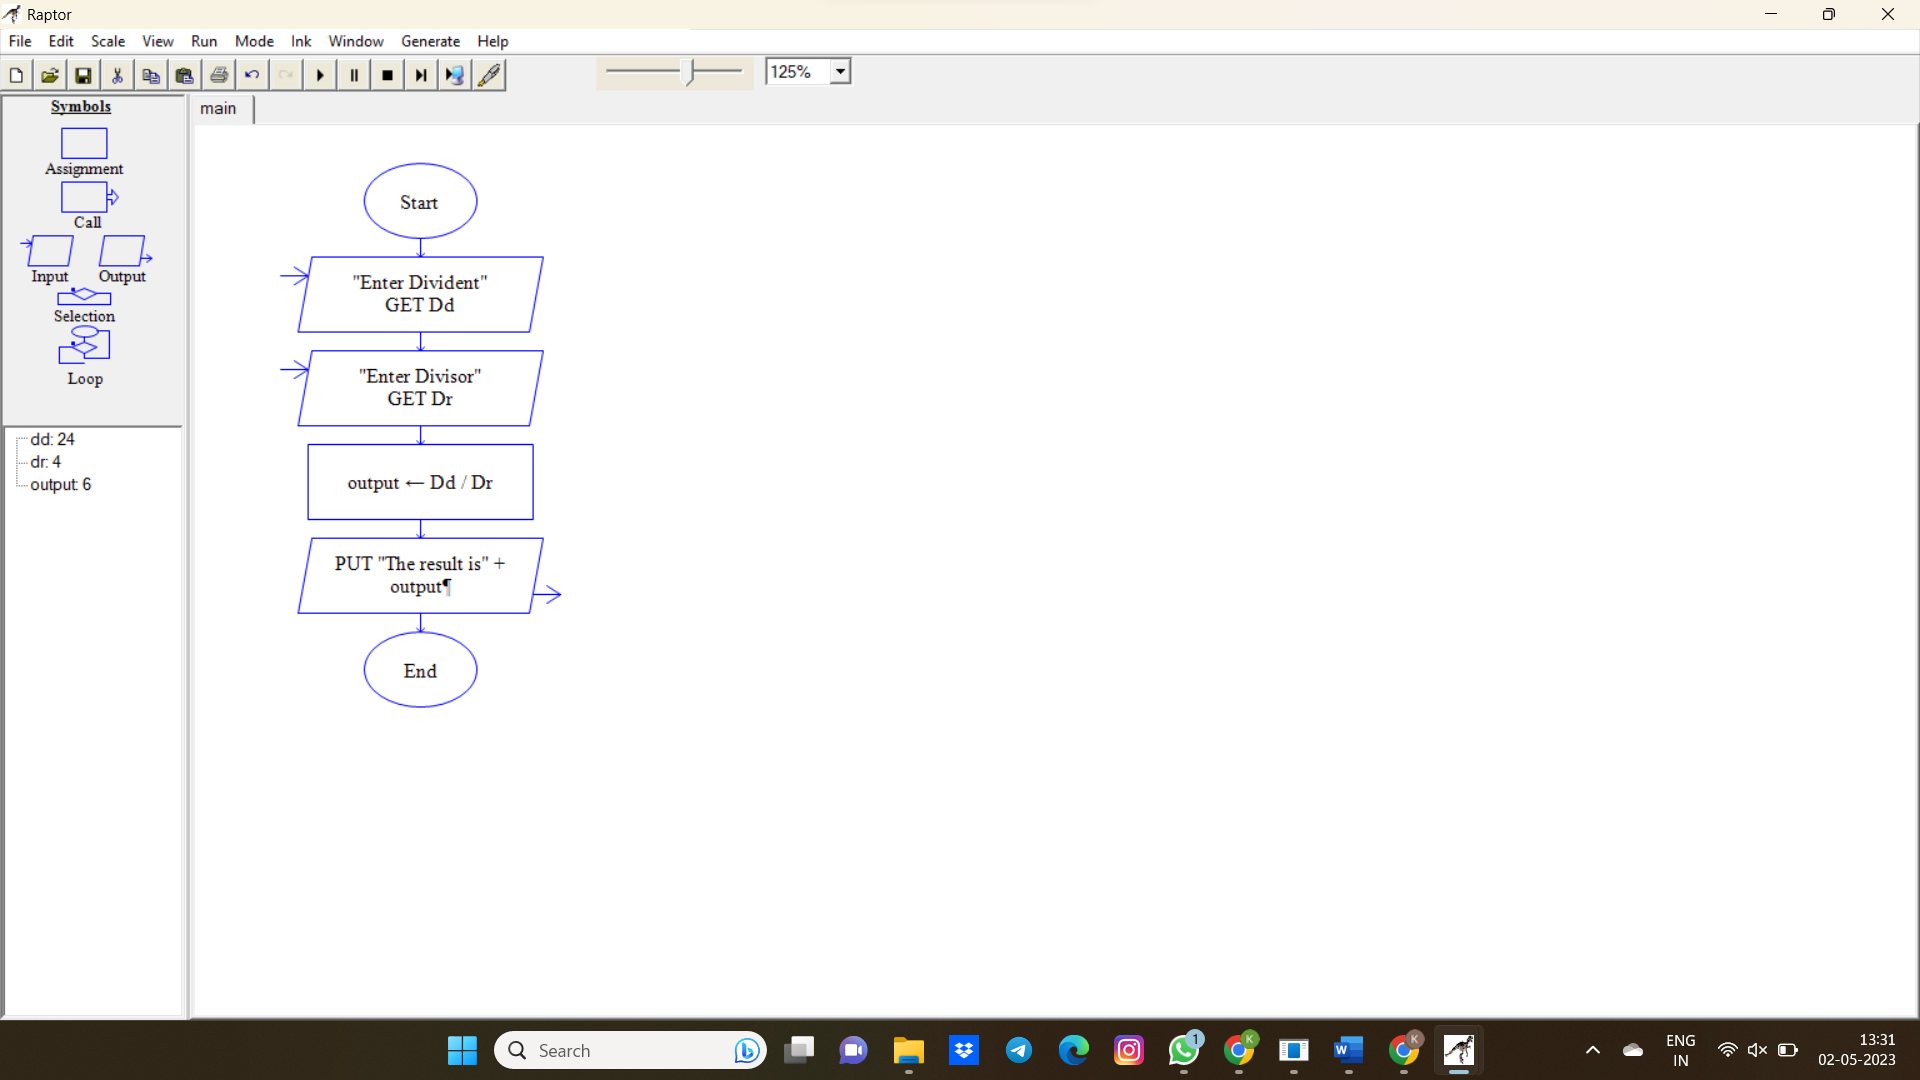 Raptor
File Edit Scale View Run Mode Ink Window Generate Help
125%
Symbols
Assignment
Call
Input Output
Selection
Loop
dd: 24
dr: 4
output: 6
main
Start
"Enter Divident"
GET Dd
"Enter Divisor"
GET Dr
output ← Dd / Dr
PUT "The result is" +
output¶
End
Search
1
K
W
K
ENG
IN
13:31
02-05-2023